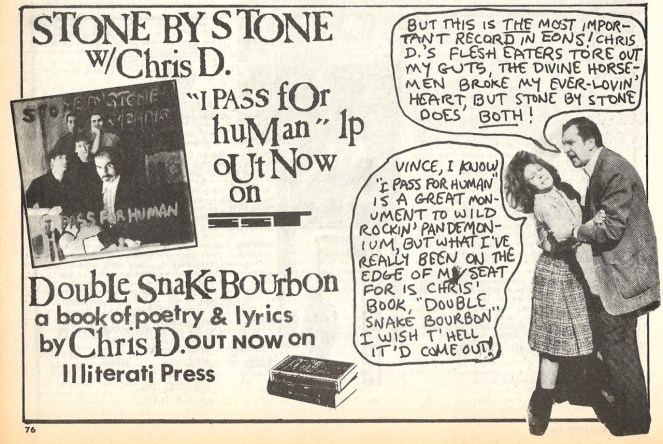 STONE BY STONE
w/Chris D.
"I PASS fOr
huMan" lp
oUt Now
on
SST
STONE BY STONE
W/CHRIS D.
I PASS FOR HUMAN
DoubLE SnaKe Bourbon
a book of poetry & lyrics
by Chris D. OUT NOW on
Illiterati Press
BUT THIS IS THE MOST IMPOR-
TANT RECORD IN EONS! CHRIS
D.'S FLESH EATERS TORE OUT
MY GUTS, THE DIVINE HORSE-
MEN BROKE MY EVER-LOVIN'
HEART, BUT STONE BY STONE
DOES BOTH!
VINCE, I KNOW
"I PASS FOR HUMAN"
IS A GREAT MON-
UMENT TO WILD
ROCKIN' PANDEMON-
IUM, BUT WHAT I'VE
REALLY BEEN ON THE
EDGE OF MY SEAT
FOR IS CHRIS'
BOOK, "DOUBLE
SNAKE BOURBON"
I WISH T' HELL
IT'D COME OUT!
76